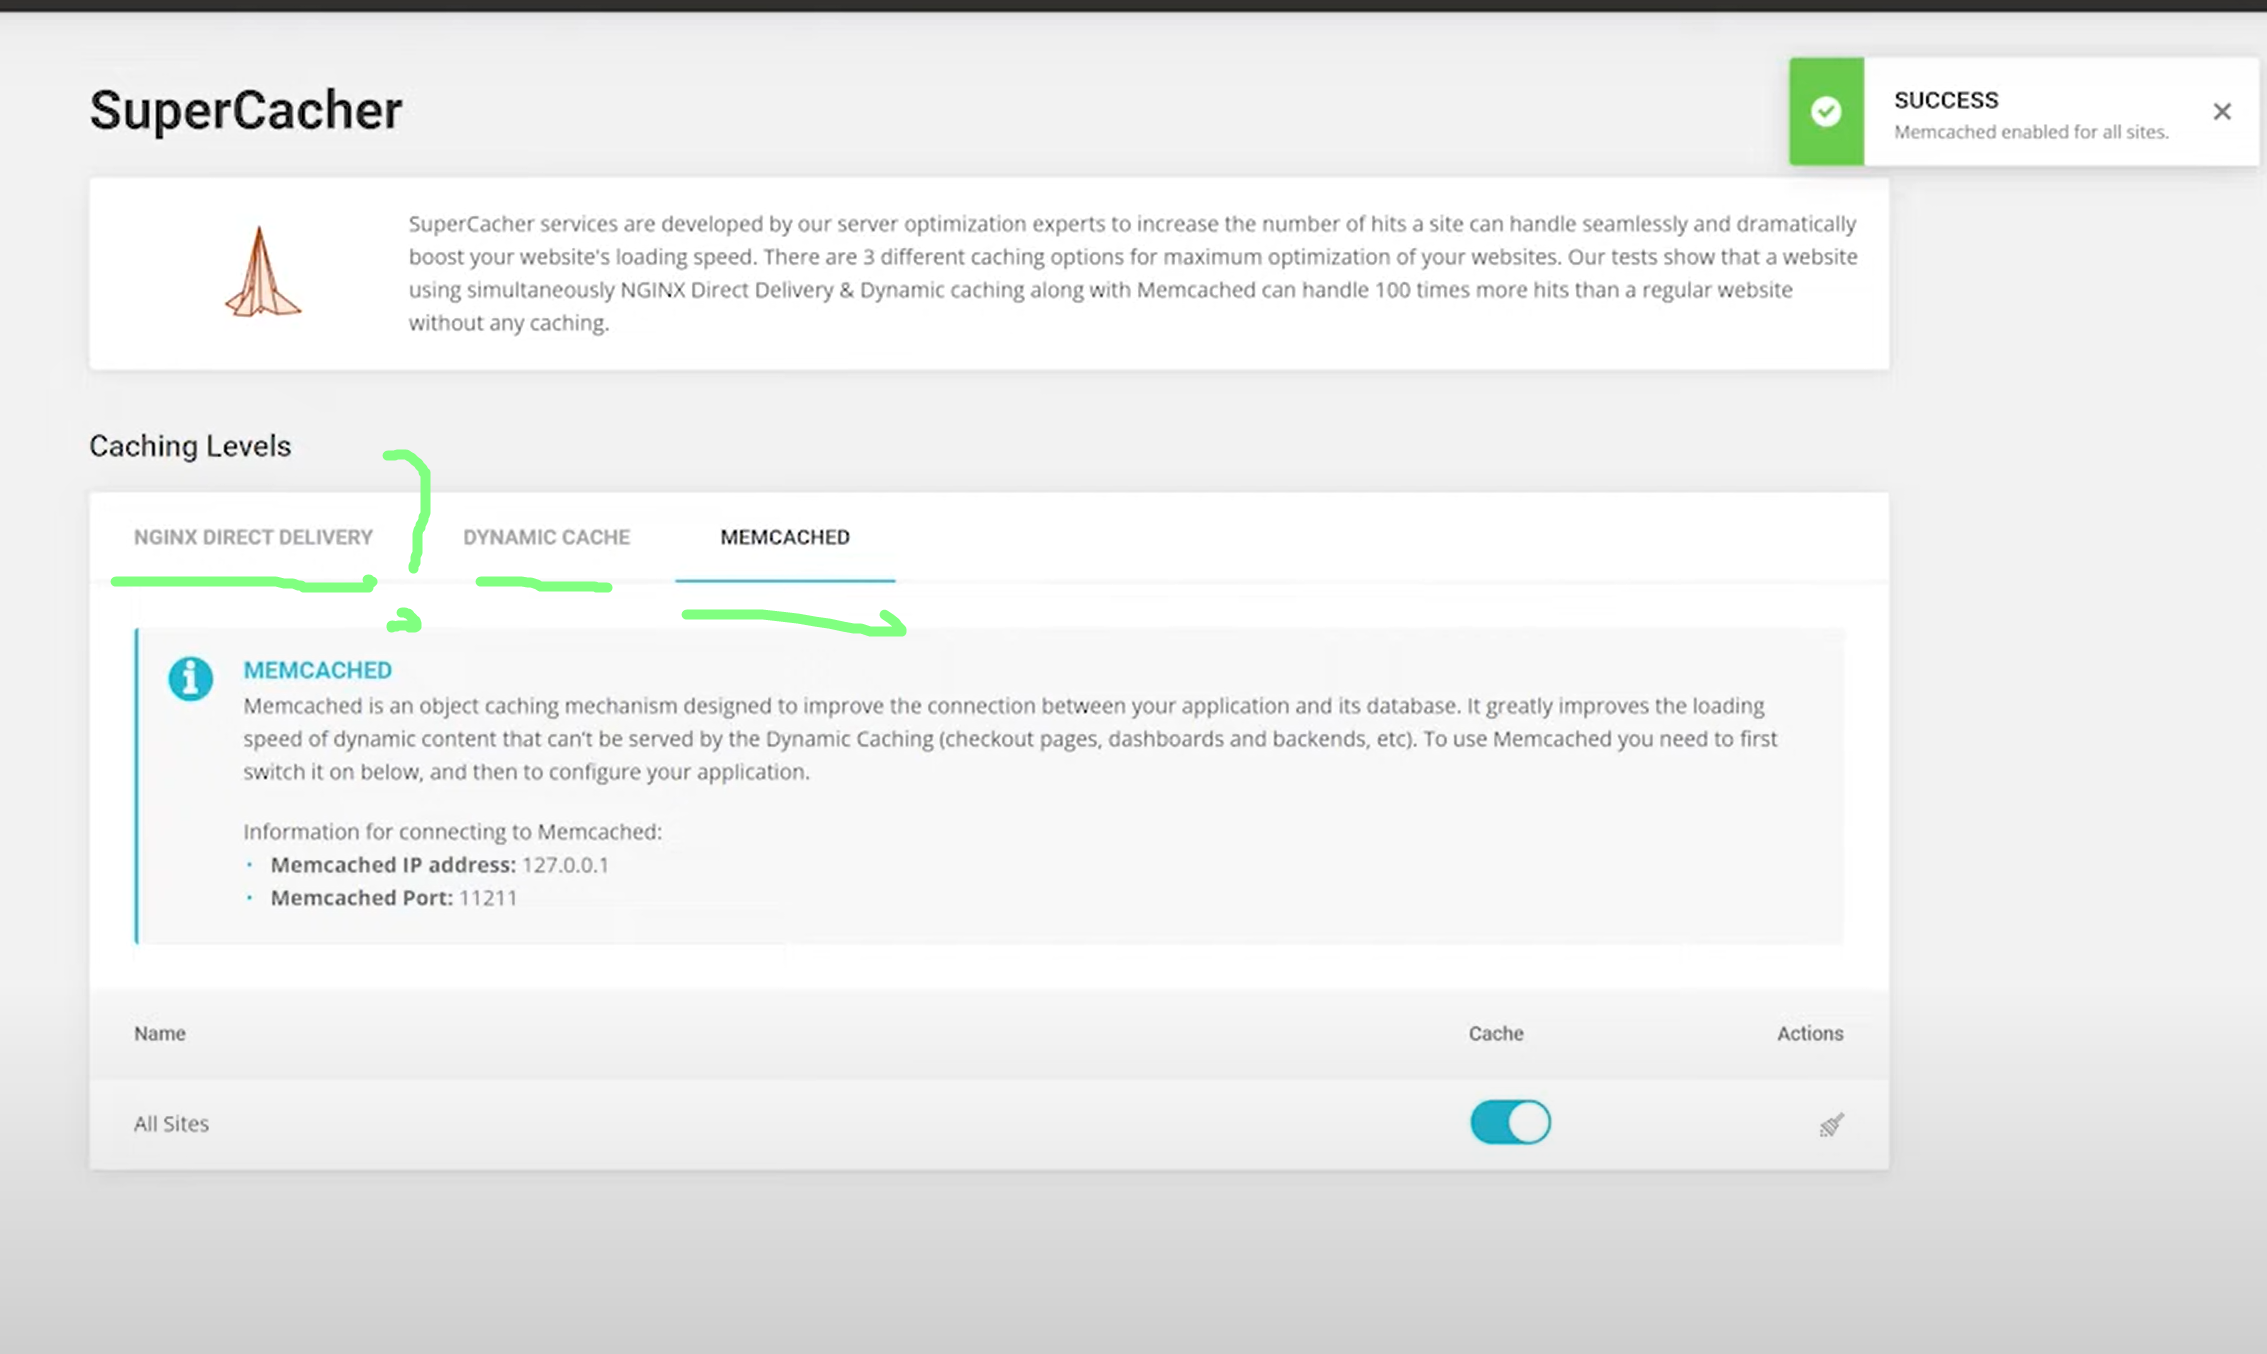 SuperCacher
SUCCESS
Memcached enabled for all sites.
SuperCacher services are developed by our server optimization experts to increase the number of hits a site can handle seamlessly and dramatically
boost your website's loading speed. There are 3 different caching options for maximum optimization of your websites. Our tests show that a website
using simultaneously NGINX Direct Delivery & Dynamic caching along with Memcached can handle 100 times more hits than a regular website
without any caching.
Caching Levels
NGINX DIRECT DELIVERY DYNAMIC CACHE MEMCACHED
MEMCACHED
Memcached is an object caching mechanism designed to improve the connection between your application and its database. It greatly improves the loading
speed of dynamic content that can't be served by the Dynamic Caching (checkout pages, dashboards and backends, etc). To use Memcached you need to first
switch it on below, and then to configure your application.
Information for connecting to Memcached:
• Memcached IP address: 127.0.0.1
• Memcached Port: 11211
Name Cache Actions
All Sites